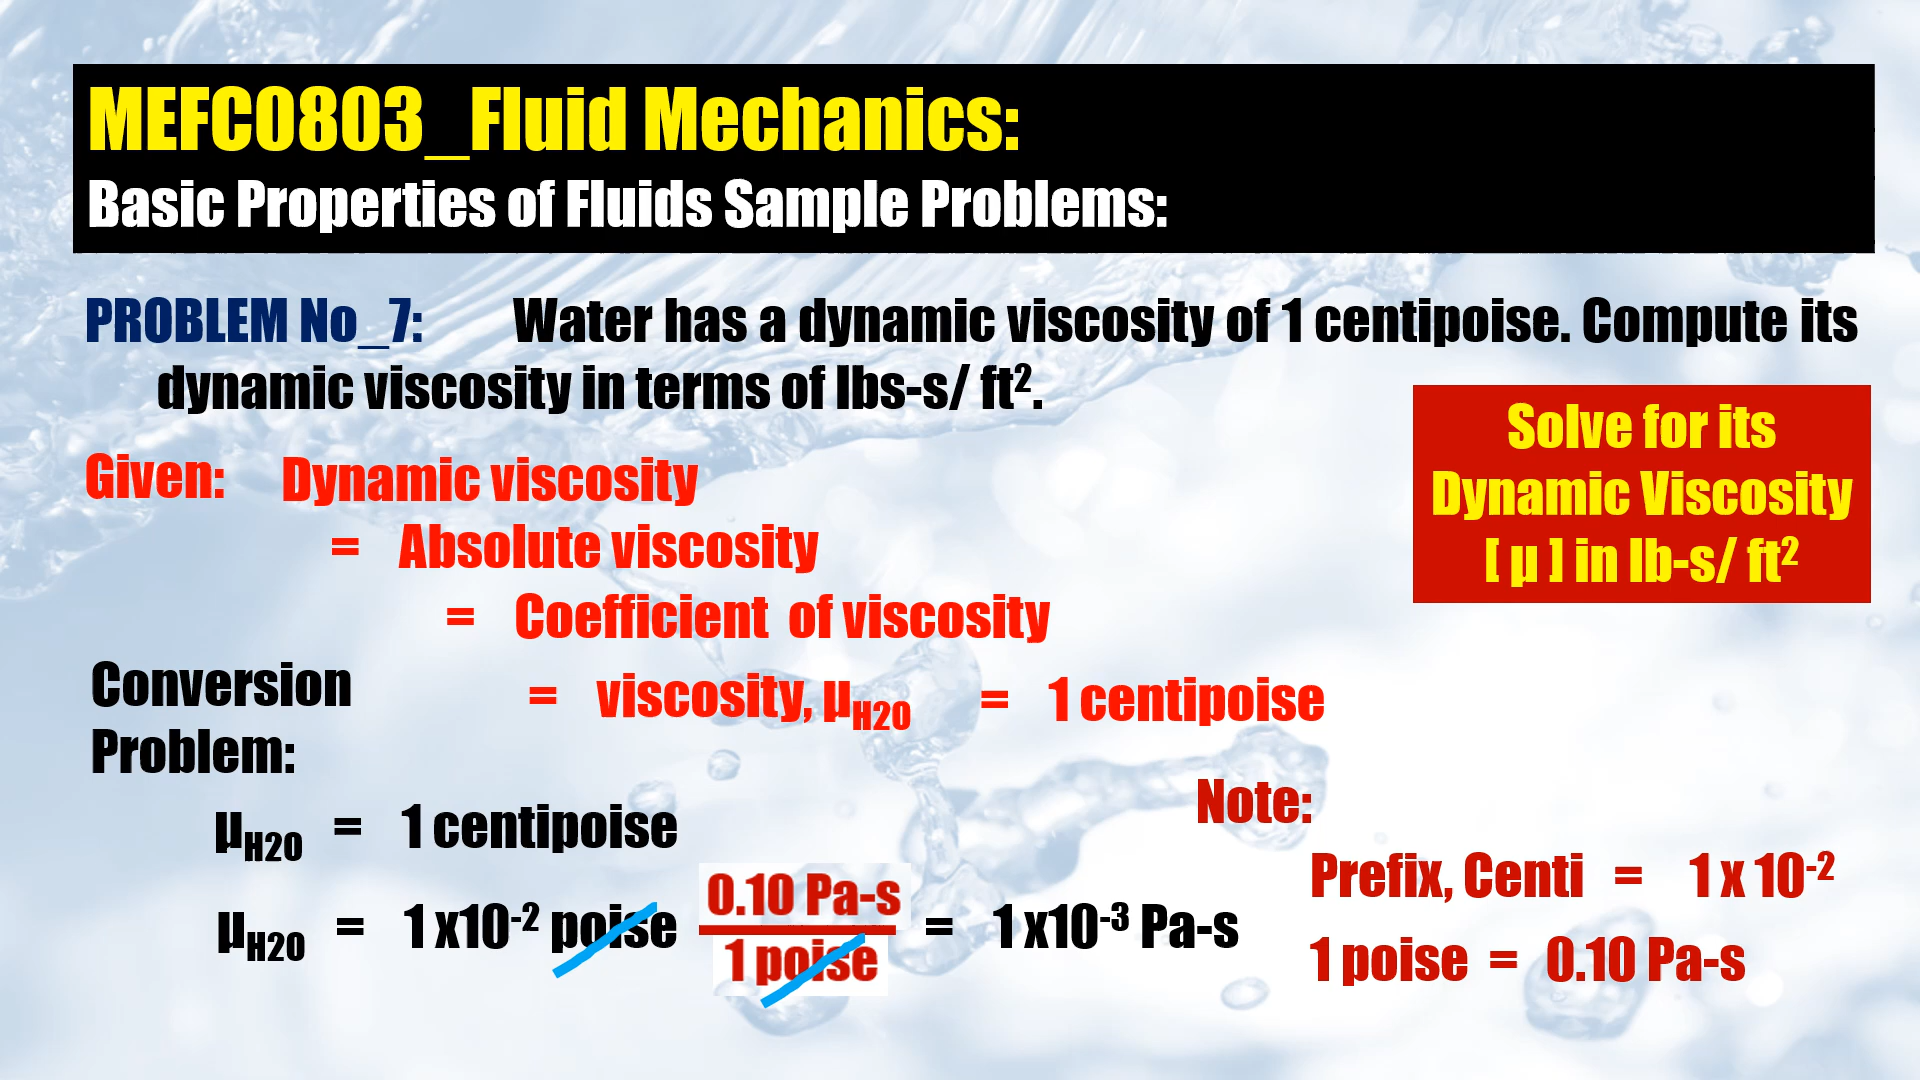 MEFC0803_Fluid Mechanics:
Basic Properties of Fluids Sample Problems:
PROBLEM No_7: Water has a dynamic viscosity of 1 centipoise. Compute its
dynamic viscosity in terms of lbs-s/ ft².
Solve for its
Dynamic Viscosity
[ µ ] in lb-s/ ft²
Given: Dynamic viscosity
= Absolute viscosity
= Coefficient of viscosity
= viscosity, µH2O = 1 centipoise
Conversion
Problem:
µH2O = 1 centipoise
µH2O = 1 x10⁻² poise 0.10 Pa-s / 1 poise = 1 x10⁻³ Pa-s
Note:
Prefix, Centi = 1 x 10⁻²
1 poise = 0.10 Pa-s